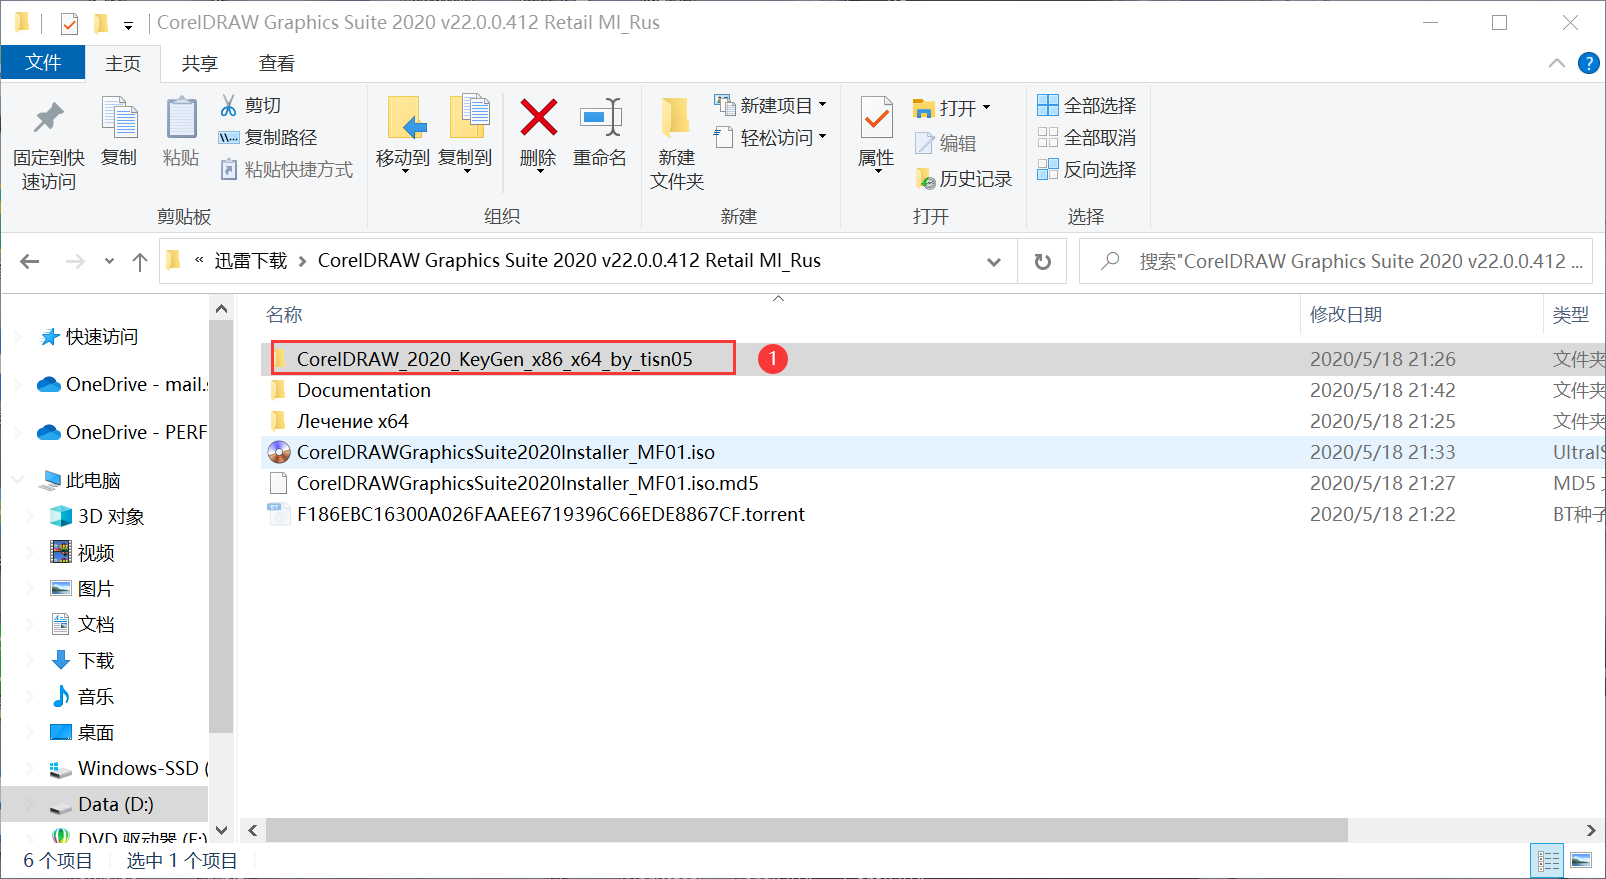 CorelDRAW Graphics Suite 2020 v22.0.0.412 Retail Ml_Rus
文件 主页 共享 查看
固定到快速访问
复制
粘贴
剪切
复制路径
粘贴快捷方式
剪贴板
移动到
复制到
删除
重命名
组织
新建文件夹
新建项目
轻松访问
新建
属性
打开
编辑
历史记录
打开
全部选择
全部取消
反向选择
选择
« 迅雷下载 › CorelDRAW Graphics Suite 2020 v22.0.0.412 Retail Ml_Rus
搜索"CorelDRAW Graphics Suite 2020 v22.0.0.412 ...
快速访问
OneDrive - mail.s
OneDrive - PERF
此电脑
3D 对象
视频
图片
文档
下载
音乐
桌面
Windows-SSD (
Data (D:)
DVD 驱动器 (F:)
名称 修改日期 类型
CorelDRAW_2020_KeyGen_x86_x64_by_tisn05 1 2020/5/18 21:26 文件夹
Documentation 2020/5/18 21:42 文件夹
Лечение x64 2020/5/18 21:25 文件夹
CorelDRAWGraphicsSuite2020Installer_MF01.iso 2020/5/18 21:33 UltraIS
CorelDRAWGraphicsSuite2020Installer_MF01.iso.md5 2020/5/18 21:27 MD5
F186EBC16300A026FAAEE6719396C66EDE8867CF.torrent 2020/5/18 21:22 BT种子
6 个项目 选中 1 个项目